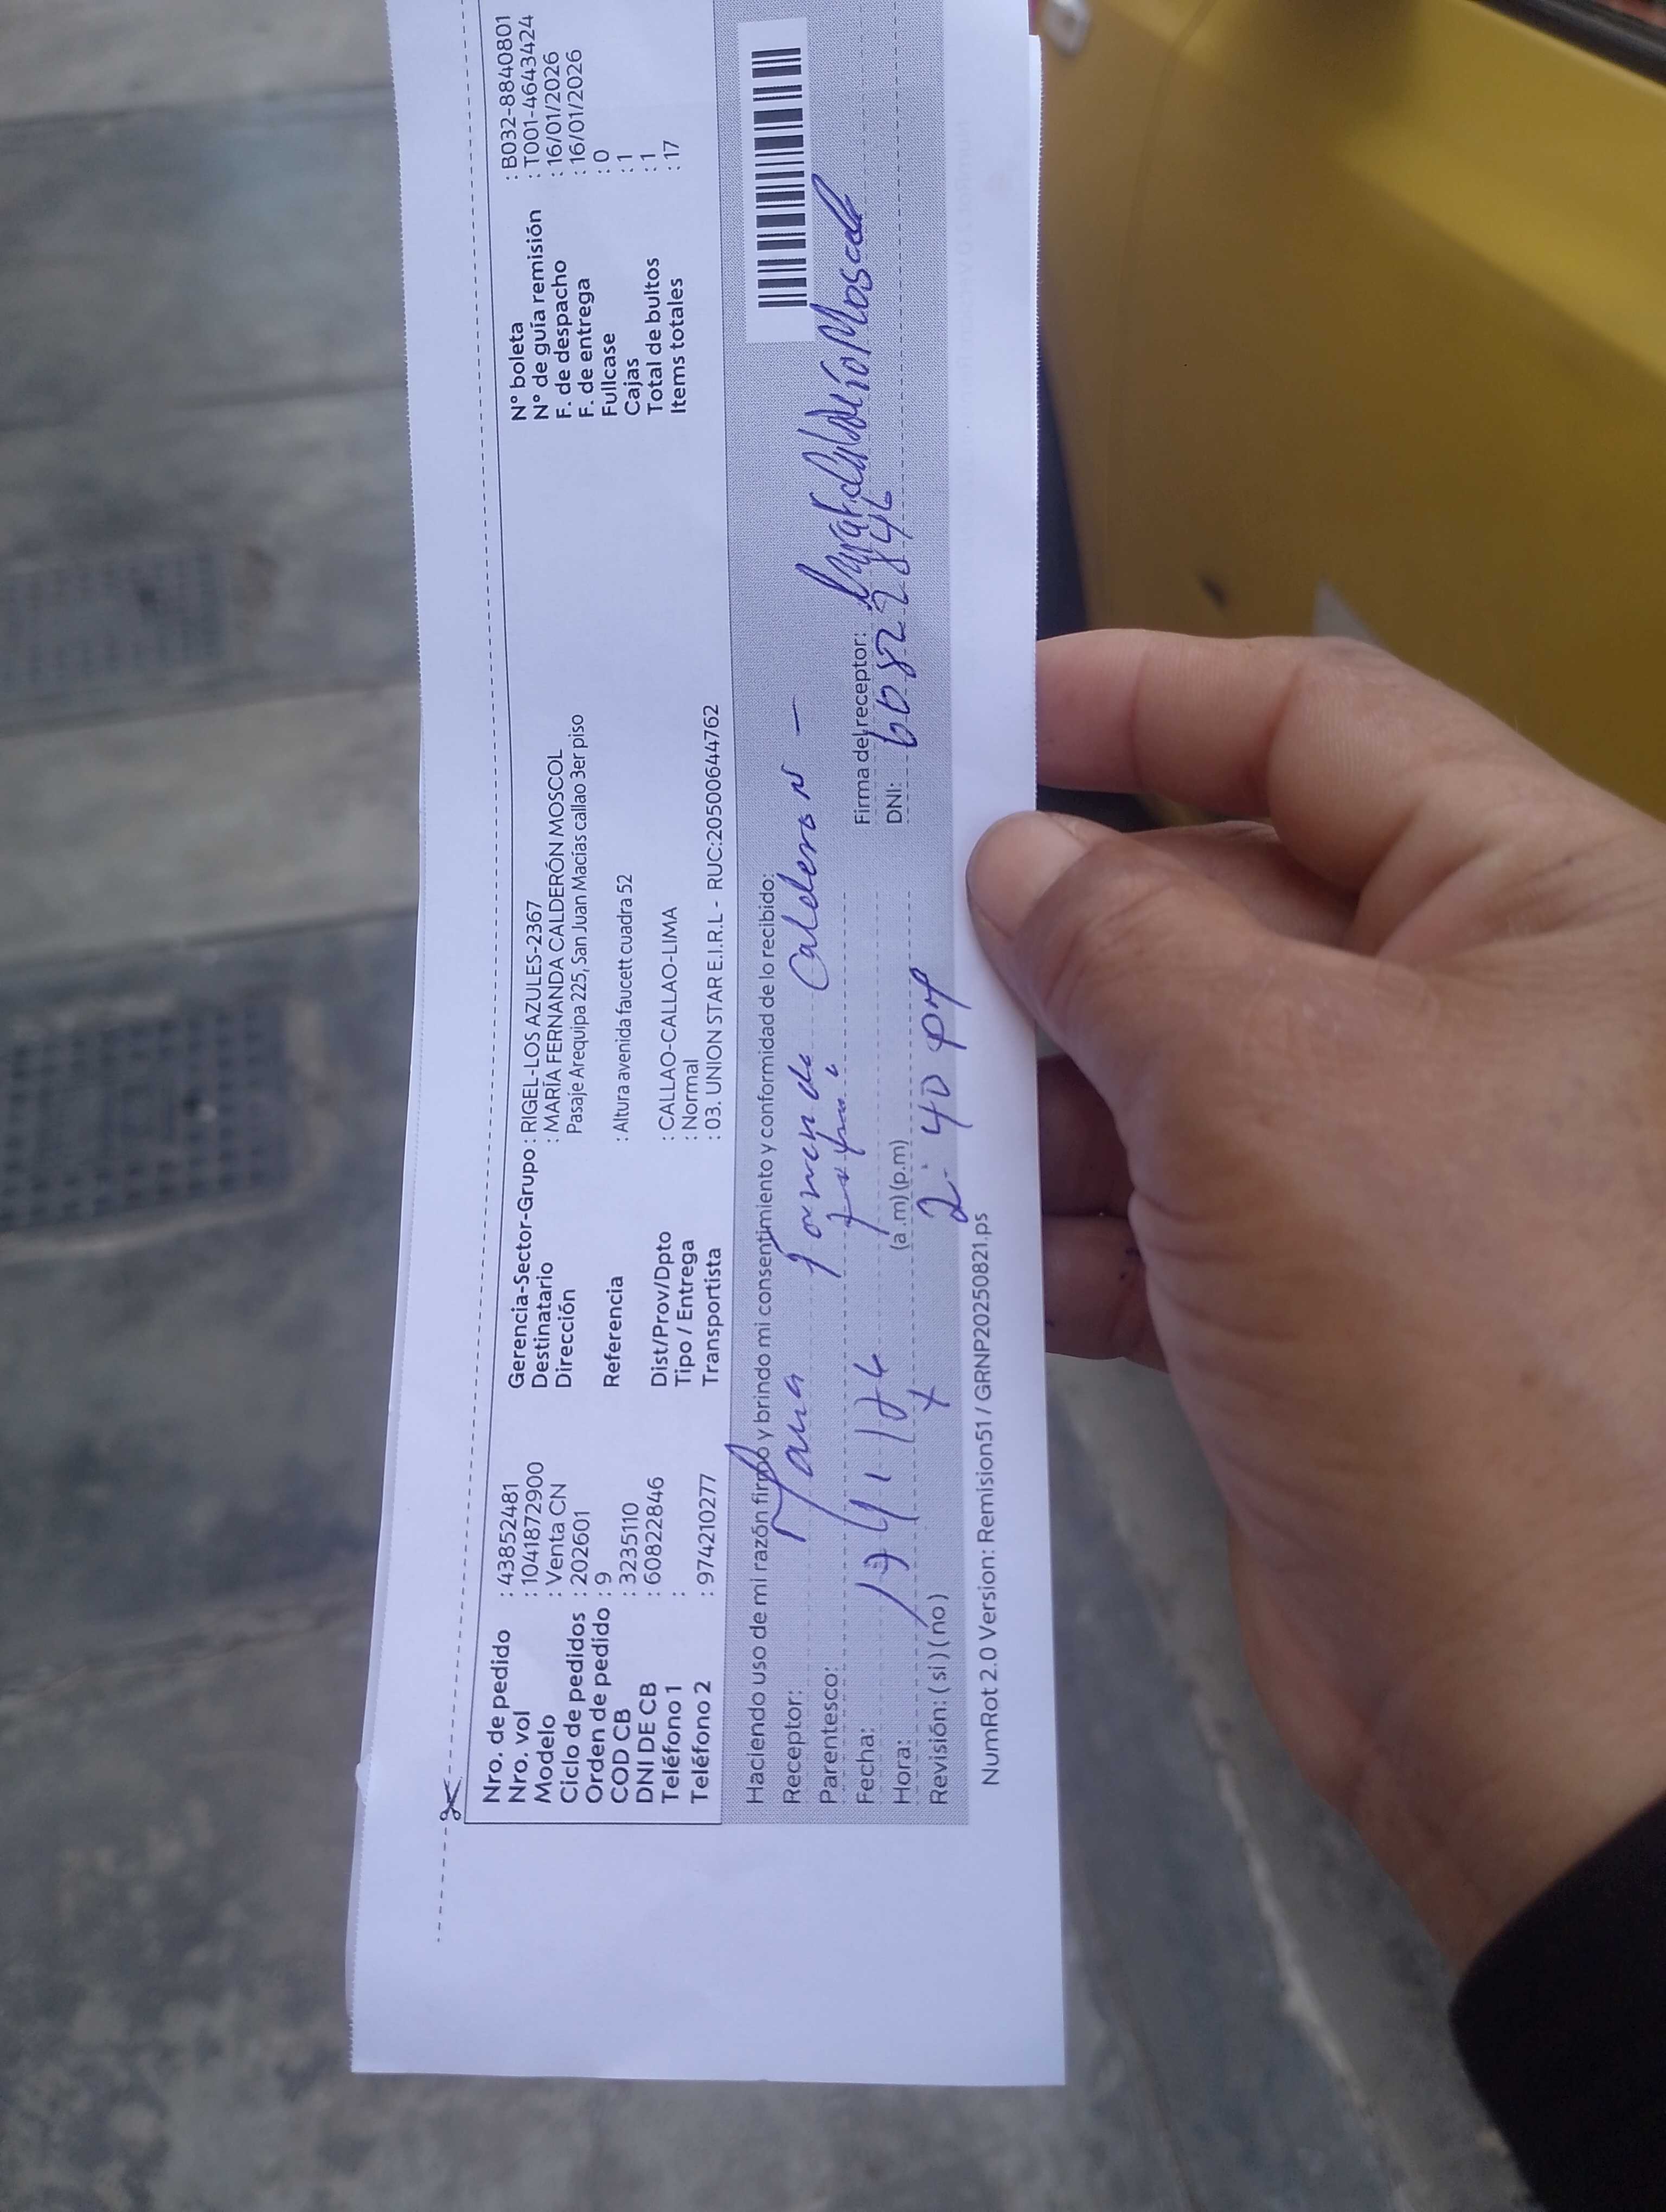 Nro. de pedido : 43852481
Nro. vol : 1041872900
Modelo : Venta CN
Ciclo de pedidos : 202601
Orden de pedido : 9
COD CB : 3235110
DNI DE CB : 60822846
Teléfono 1 :
Teléfono 2 : 974210277
Gerencia-Sector-Grupo : RIGEL-LOS AZULES-2367
Destinatario : MARÍA FERNANDA CALDERÓN MOSCOL
Dirección Pasaje Arequipa 225, San Juan Macias callao 3er piso
Referencia : Altura avenida faucett cuadra 52
Dist/Prov/Dpto : CALLAO-CALLAO-LIMA
Tipo / Entrega : Normal
Transportista : 03. UNION STAR E.I.R.L - RUC:20500644762
N° boleta : B032-8840801
N° de guía remisión : T001-4643424
F. de despacho : 16/01/2026
F. de entrega : 16/01/2026
Fullcase : 0
Cajas : 1
Total de bultos : 1
Items totales : 17
Haciendo uso de mi razón firmo y brindo mi consentimiento y conformidad de lo recibido:
Receptor: Calderon
Parentesco:
Fecha:
Hora: (a.m) (p.m) 2:40 pm
Revisión: ( si ) ( no )
Firma del receptor:
DNI: 60822846
NumRot 2.0 Version: Remision51 / GRNP20250821.ps